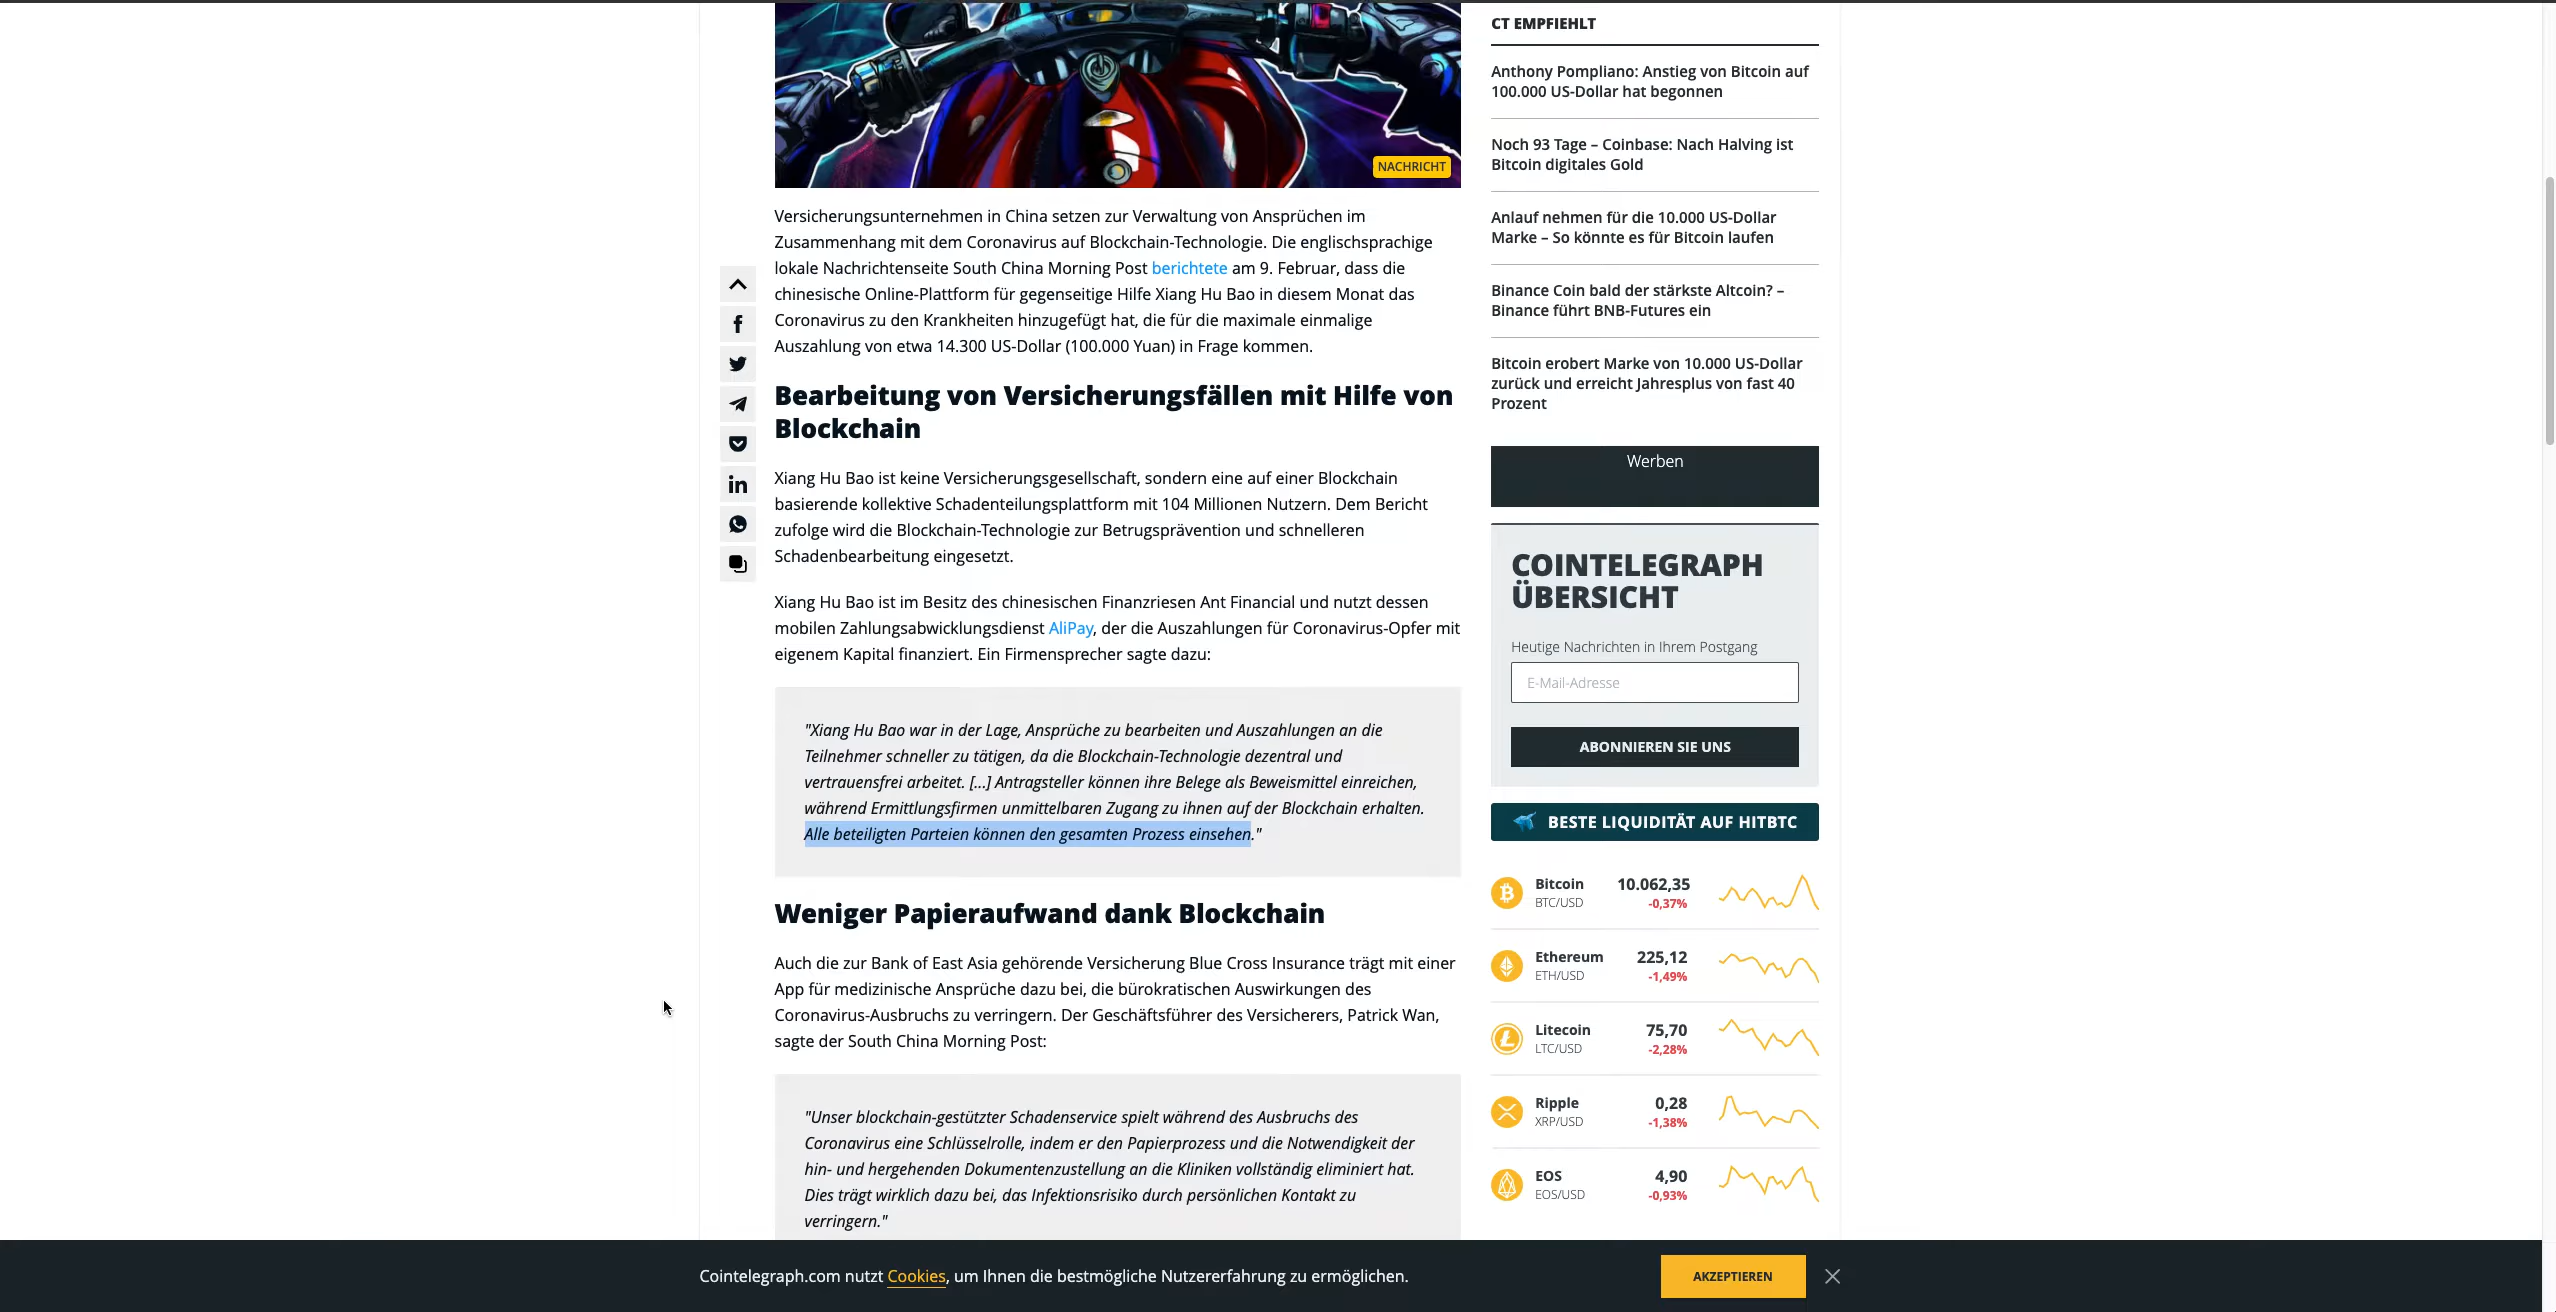 NACHRICHT
Versicherungsunternehmen in China setzen zur Verwaltung von Ansprüchen im
Zusammenhang mit dem Coronavirus auf Blockchain-Technologie. Die englischsprachige
lokale Nachrichtenseite South China Morning Post berichtete am 9. Februar, dass die
chinesische Online-Plattform für gegenseitige Hilfe Xiang Hu Bao in diesem Monat das
Coronavirus zu den Krankheiten hinzugefügt hat, die für die maximale einmalige
Auszahlung von etwa 14.300 US-Dollar (100.000 Yuan) in Frage kommen.
Bearbeitung von Versicherungsfällen mit Hilfe von
Blockchain
Xiang Hu Bao ist keine Versicherungsgesellschaft, sondern eine auf einer Blockchain
basierende kollektive Schadenteilungsplattform mit 104 Millionen Nutzern. Dem Bericht
zufolge wird die Blockchain-Technologie zur Betrugsprävention und schnelleren
Schadenbearbeitung eingesetzt.
Xiang Hu Bao ist im Besitz des chinesischen Finanzriesen Ant Financial und nutzt dessen
mobilen Zahlungsabwicklungsdienst AliPay, der die Auszahlungen für Coronavirus-Opfer mit
eigenem Kapital finanziert. Ein Firmensprecher sagte dazu:
"Xiang Hu Bao war in der Lage, Ansprüche zu bearbeiten und Auszahlungen an die
Teilnehmer schneller zu tätigen, da die Blockchain-Technologie dezentral und
vertrauensfrei arbeitet. [...] Antragsteller können ihre Belege als Beweismittel einreichen,
während Ermittlungsfirmen unmittelbaren Zugang zu ihnen auf der Blockchain erhalten.
Alle beteiligten Parteien können den gesamten Prozess einsehen."
Weniger Papieraufwand dank Blockchain
Auch die zur Bank of East Asia gehörende Versicherung Blue Cross Insurance trägt mit einer
App für medizinische Ansprüche dazu bei, die bürokratischen Auswirkungen des
Coronavirus-Ausbruchs zu verringern. Der Geschäftsführer des Versicherers, Patrick Wan,
sagte der South China Morning Post:
"Unser blockchain-gestützter Schadenservice spielt während des Ausbruchs des
Coronavirus eine Schlüsselrolle, indem er den Papierprozess und die Notwendigkeit der
hin- und hergehenden Dokumentenzustellung an die Kliniken vollständig eliminiert hat.
Dies trägt wirklich dazu bei, das Infektionsrisiko durch persönlichen Kontakt zu
verringern."
CT EMPFIEHLT
Anthony Pompliano: Anstieg von Bitcoin auf
100.000 US-Dollar hat begonnen
Noch 93 Tage – Coinbase: Nach Halving ist
Bitcoin digitales Gold
Anlauf nehmen für die 10.000 US-Dollar
Marke – So könnte es für Bitcoin laufen
Binance Coin bald der stärkste Altcoin? –
Binance führt BNB-Futures ein
Bitcoin erobert Marke von 10.000 US-Dollar
zurück und erreicht Jahresplus von fast 40
Prozent
Werben
COINTELEGRAPH
ÜBERSICHT
Heutige Nachrichten in Ihrem Postgang
E-Mail-Adresse
ABONNIEREN SIE UNS
BESTE LIQUIDITÄT AUF HITBTC
Bitcoin 10.062,35
BTC/USD -0,37%
Ethereum 225,12
ETH/USD -1,49%
Litecoin 75,70
LTC/USD -2,28%
Ripple 0,28
XRP/USD -1,38%
EOS 4,90
EOS/USD -0,93%
Cointelegraph.com nutzt Cookies, um Ihnen die bestmögliche Nutzererfahrung zu ermöglichen.
AKZEPTIEREN